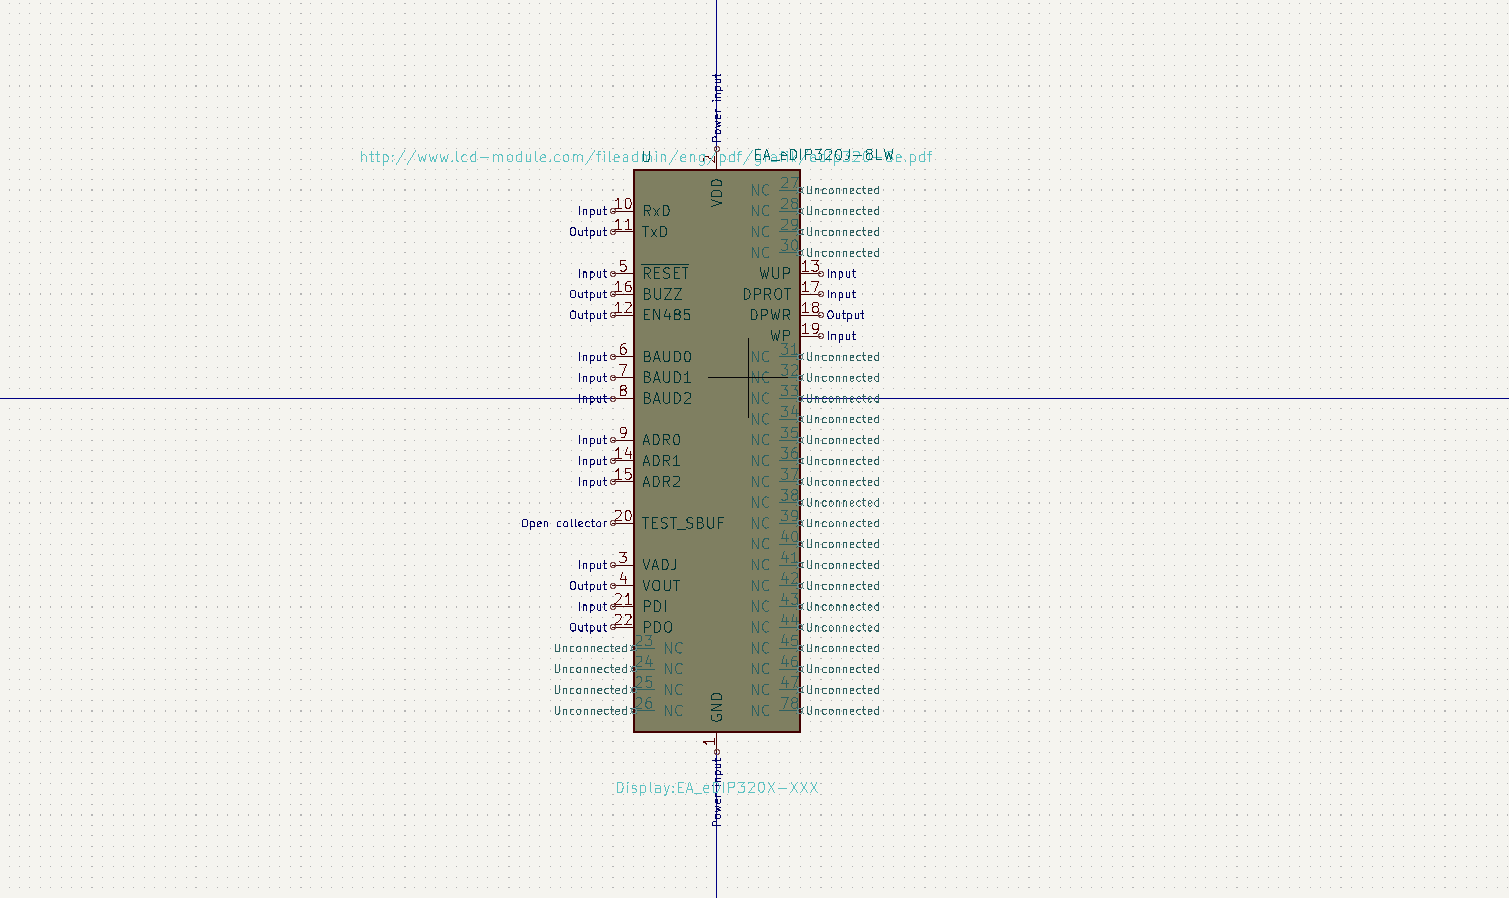 Power input
2
http://www.lcd-module.com/fileadmin/eng/pdf/grafik/edip320-de.pdf
U
EA_eDIP320J-8LW
VDD
NC 27 Unconnected
Input 10 RxD NC 28 Unconnected
Output 11 TxD NC 29 Unconnected
NC 30 Unconnected
Input 5 RESET WUP 13 Input
Output 16 BUZZ DPROT 17 Input
Output 12 EN485 DPWR 18 Output
WP 19 Input
Input 6 BAUD0 NC 31 Unconnected
Input 7 BAUD1 NC 32 Unconnected
Input 8 BAUD2 NC 33 Unconnected
NC 34 Unconnected
Input 9 ADR0 NC 35 Unconnected
Input 14 ADR1 NC 36 Unconnected
Input 15 ADR2 NC 37 Unconnected
NC 38 Unconnected
Open collector 20 TEST_SBUF NC 39 Unconnected
NC 40 Unconnected
Input 3 VADJ NC 41 Unconnected
Output 4 VOUT NC 42 Unconnected
Input 21 PDI NC 43 Unconnected
Output 22 PDO NC 44 Unconnected
Unconnected 23 NC NC 45 Unconnected
Unconnected 24 NC NC 46 Unconnected
Unconnected 25 NC NC 47 Unconnected
Unconnected 26 NC NC 78 Unconnected
GND
1
Power input
Display:EA_eDIP320X-XXX